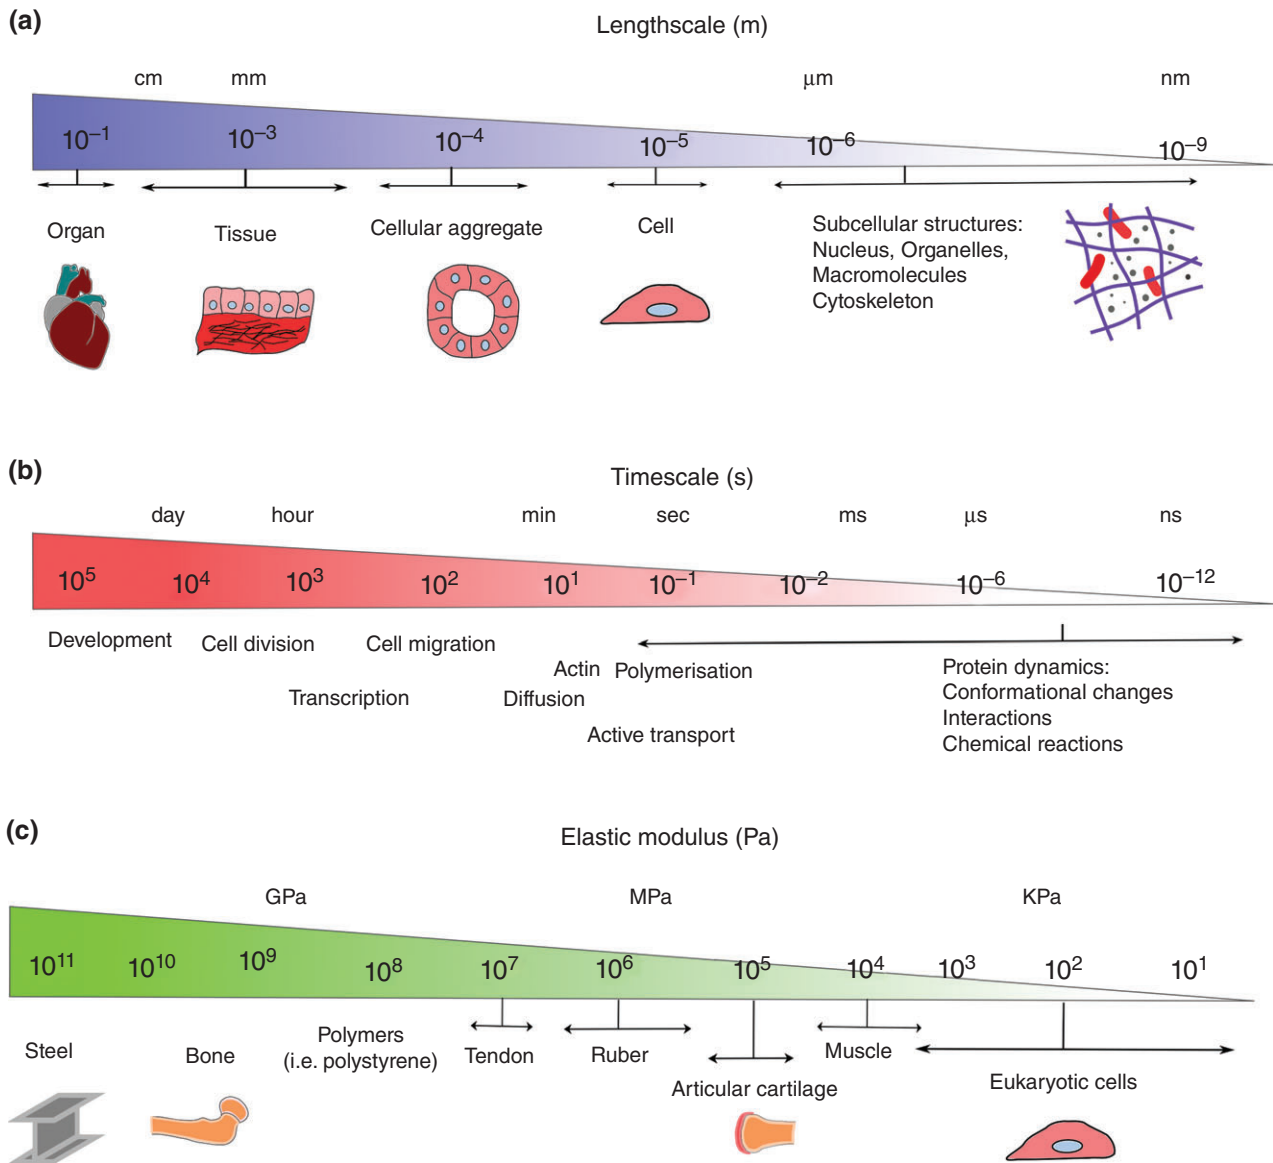 (a)
Lengthscale (m)
cm mm μm nm
10⁻¹ 10⁻³ 10⁻⁴ 10⁻⁵ 10⁻⁶ 10⁻⁹
Organ
Tissue
Cellular aggregate
Cell
Subcellular structures:
Nucleus, Organelles,
Macromolecules
Cytoskeleton
(b)
Timescale (s)
day hour min sec ms μs ns
10⁵ 10⁴ 10³ 10² 10¹ 10⁻¹ 10⁻² 10⁻⁶ 10⁻¹²
Development
Cell division
Cell migration
Transcription
Actin Polymerisation
Diffusion
Active transport
Protein dynamics:
Conformational changes
Interactions
Chemical reactions
(c)
Elastic modulus (Pa)
GPa MPa KPa
10¹¹ 10¹⁰ 10⁹ 10⁸ 10⁷ 10⁶ 10⁵ 10⁴ 10³ 10² 10¹
Steel
Bone
Polymers
(i.e. polystyrene)
Tendon
Ruber
Articular cartilage
Muscle
Eukaryotic cells